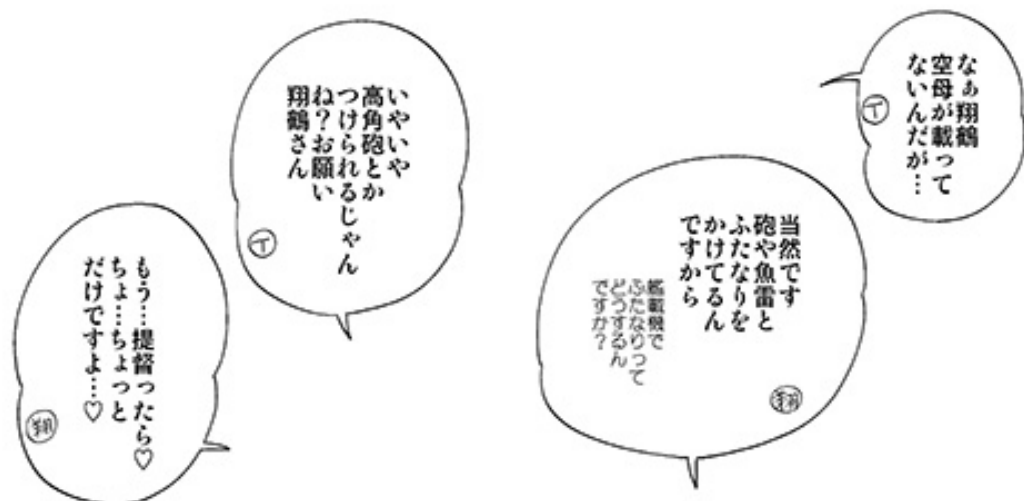 なぁ翔鶴
空母が載って
ないんだが…
T
当然です
砲や魚雷と
ふたなりを
かけてるん
ですから
艦載機で
ふたなりって
どうするん
ですか？
翔
いやいや
高角砲とか
つけられるじゃん
ね？お願い
翔鶴さん
T
もう…提督ったら♡
ちょ…ちょっと
だけですよ…♡
翔